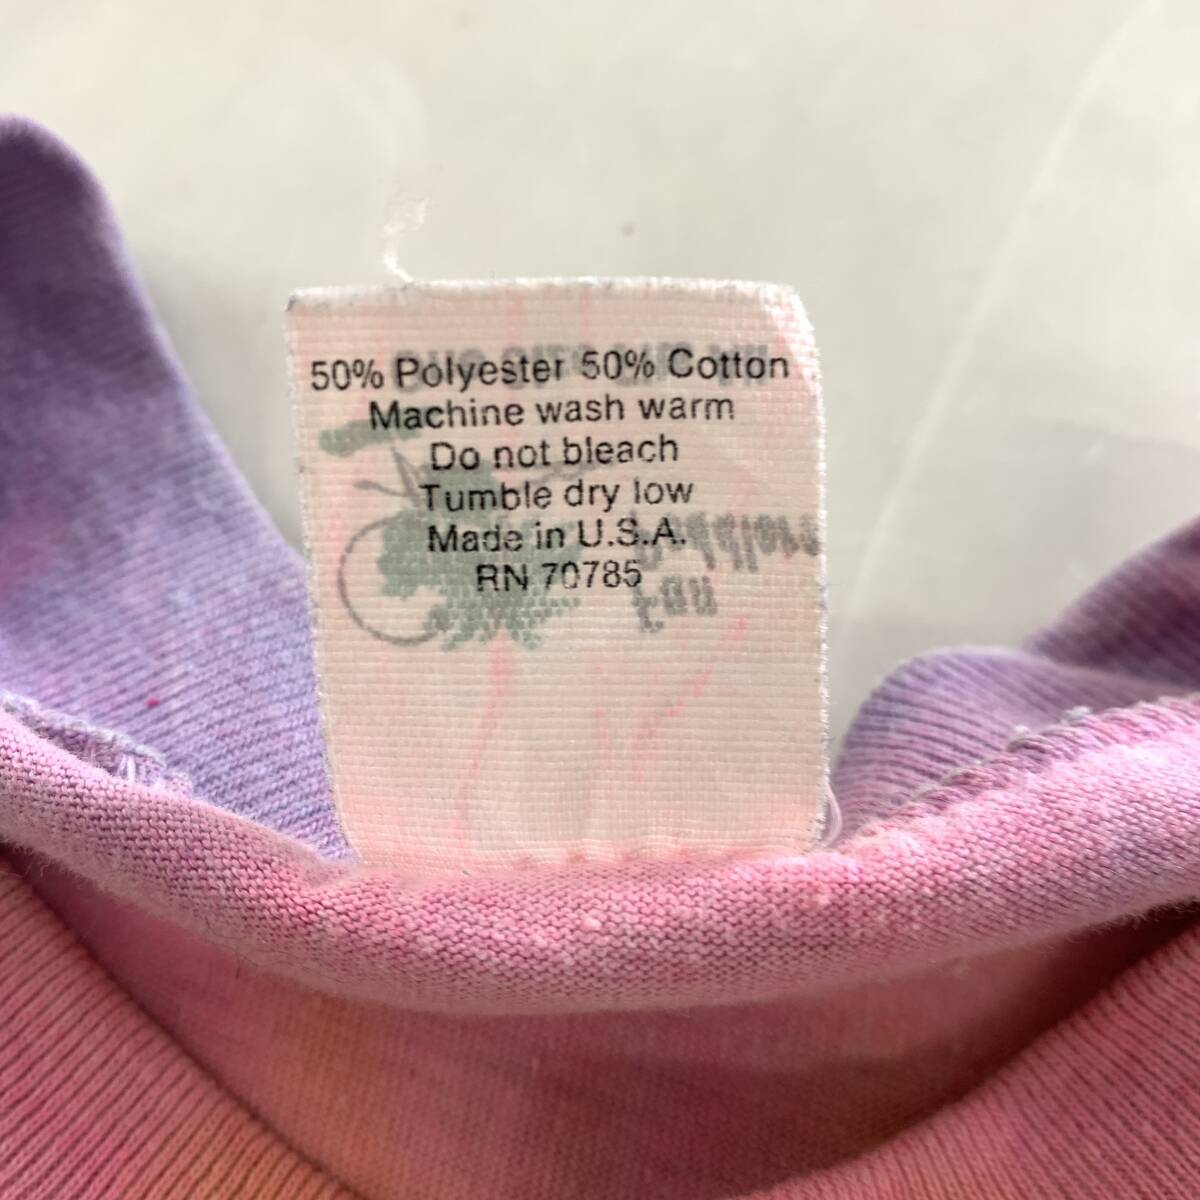 50% Polyester 50% Cotton
Machine wash warm
Do not bleach
Tumble dry low
Made in U.S.A.
RN 70785